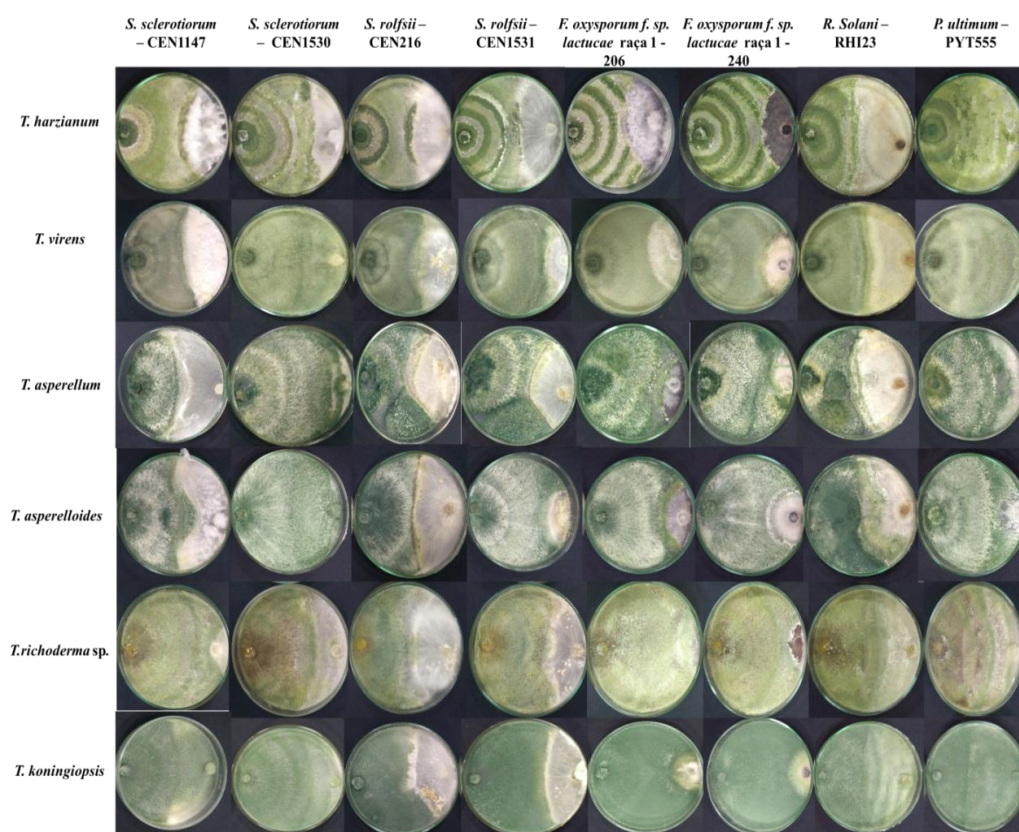 S. sclerotiorum
– CEN1147
S. sclerotiorum
– CEN1530
S. rolfsii –
CEN216
S. rolfsii –
CEN1531
F. oxysporum f. sp.
lactucae raça 1 -
206
F. oxysporum f. sp.
lactucae raça 1 -
240
R. Solani –
RHI23
P. ultimum –
PYT555
T. harzianum
T. virens
T. asperellum
T. asperelloides
T.richoderma sp.
T. koningiopsis